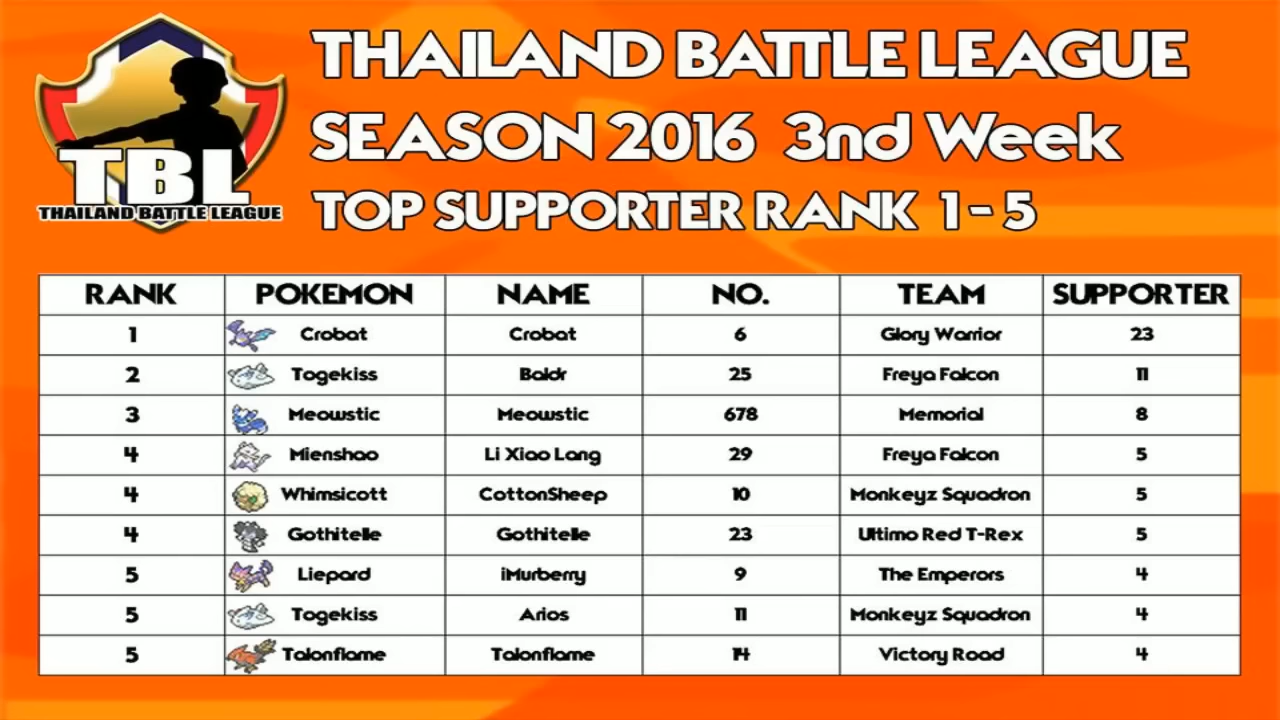 THAILAND BATTLE LEAGUE
SEASON 2016 3nd Week
TOP SUPPORTER RANK 1 - 5
TBL
THAILAND BATTLE LEAGUE
RANK POKEMON NAME NO. TEAM SUPPORTER
1 Crobat Crobat 6 Glory Warrior 23
2 Togekiss Baldr 25 Freya Falcon 11
3 Meowstic Meowstic 678 Memorial 8
4 Mienshao Li Xiao Lang 29 Freya Falcon 5
4 Whimsicott CottonSheep 10 Monkeyz Squadron 5
4 Gothitelle Gothitelle 23 Ultimo Red T-Rex 5
5 Liepard iMurberry 9 The Emperors 4
5 Togekiss Arios 11 Monkeyz Squadron 4
5 Talonflame Talonflame 14 Victory Road 4